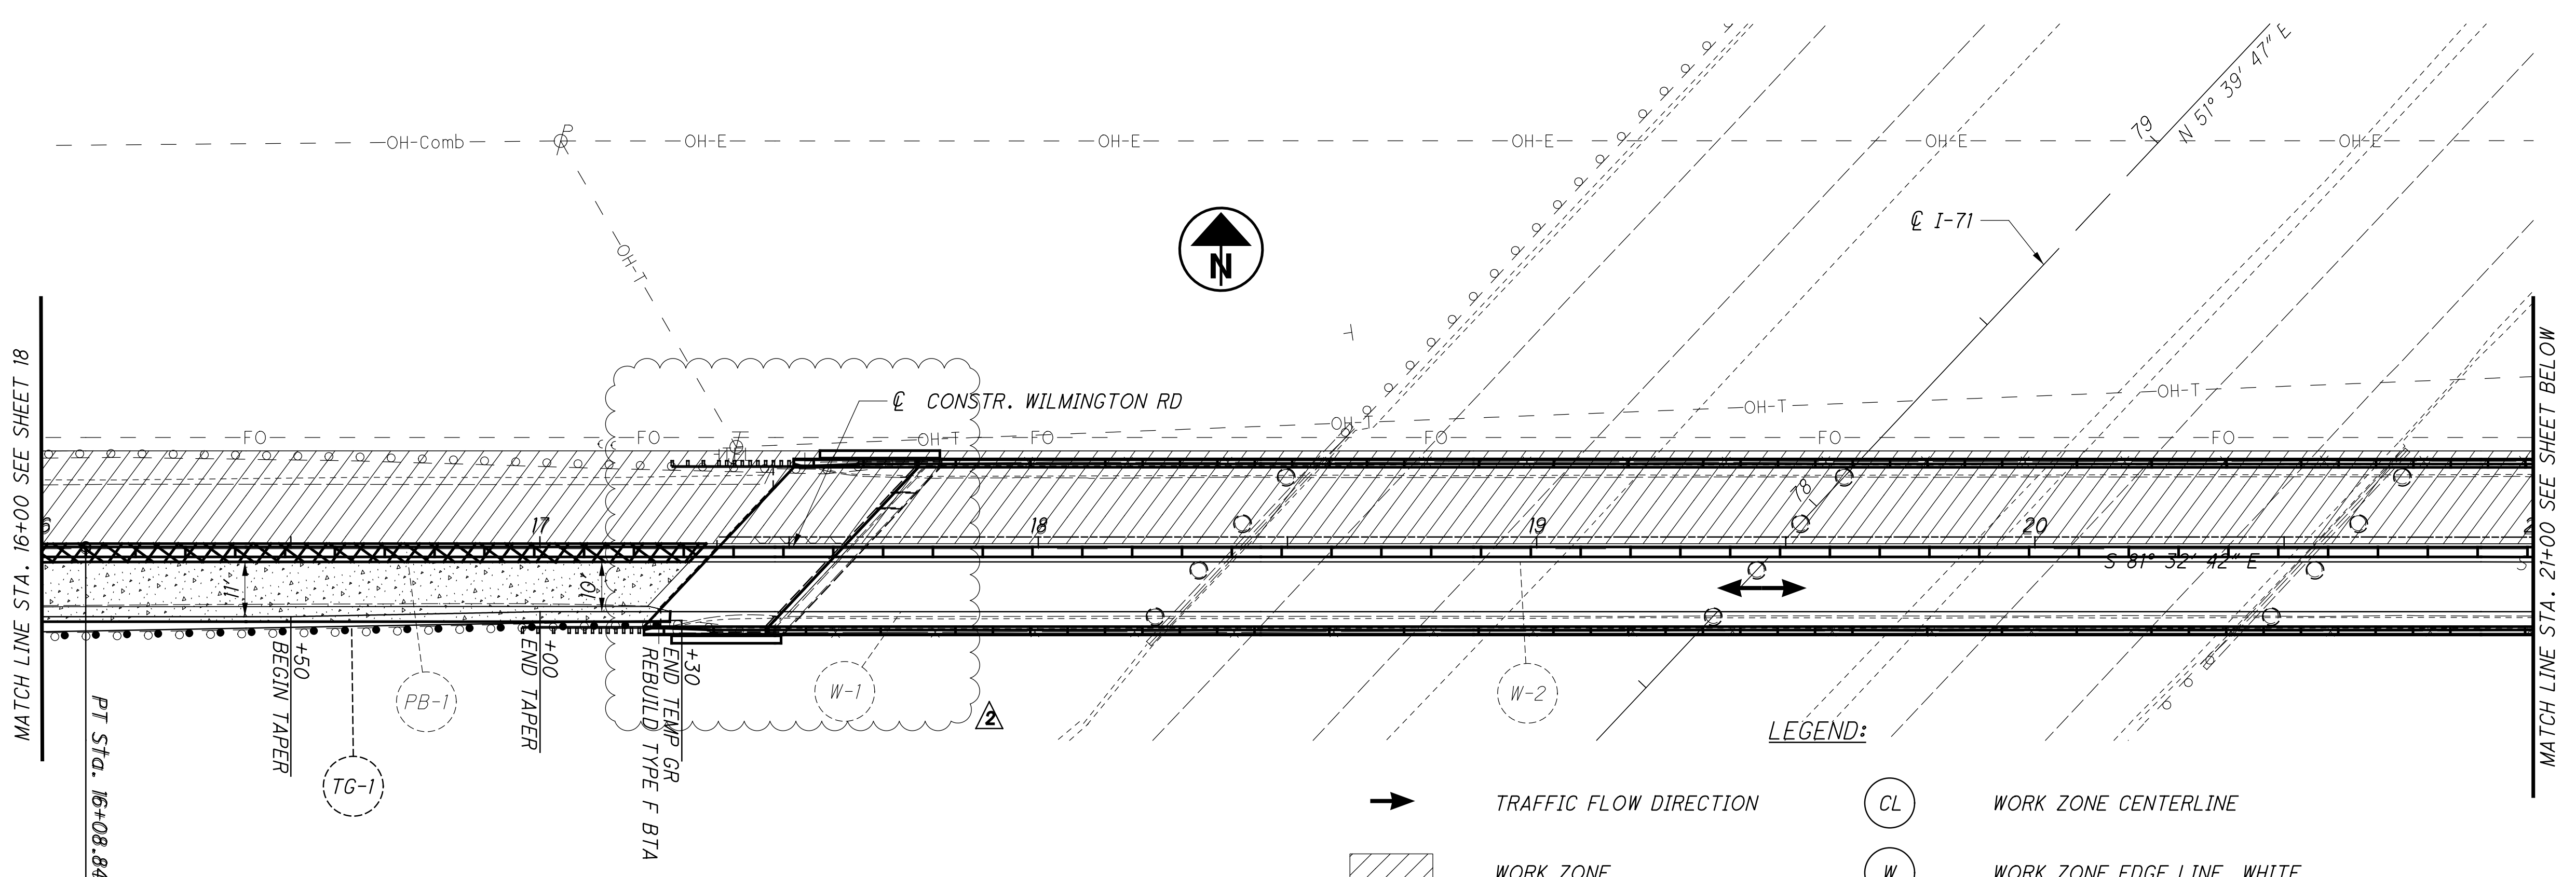 N 51° 39' 47" E
79
OH-Comb
P
OH-E
OH-E
OH-E
OH-E
OH-E
℄ I-71
OH-T
N
MATCH LINE STA. 16+00 SEE SHEET 18
MATCH LINE STA. 21+00 SEE SHEET BELOW
℄ CONSTR. WILMINGTON RD
OH-T
OH-T
OH-T
OH-T
FO
FO
FO
FO
FO
FO
78
6
17
18
19
20
2
S 81° 32' 42" E
S
11'
10'
+50
BEGIN TAPER
+00
END TAPER
+30
END TEMP GR
REBUILD TYPE F BTA
PT Sta. 16+08.84
PB-1
TG-1
W-1
W-2
2
LEGEND:
TRAFFIC FLOW DIRECTION
CL
WORK ZONE CENTERLINE
WORK ZONE
W
WORK ZONE EDGE LINE, WHITE